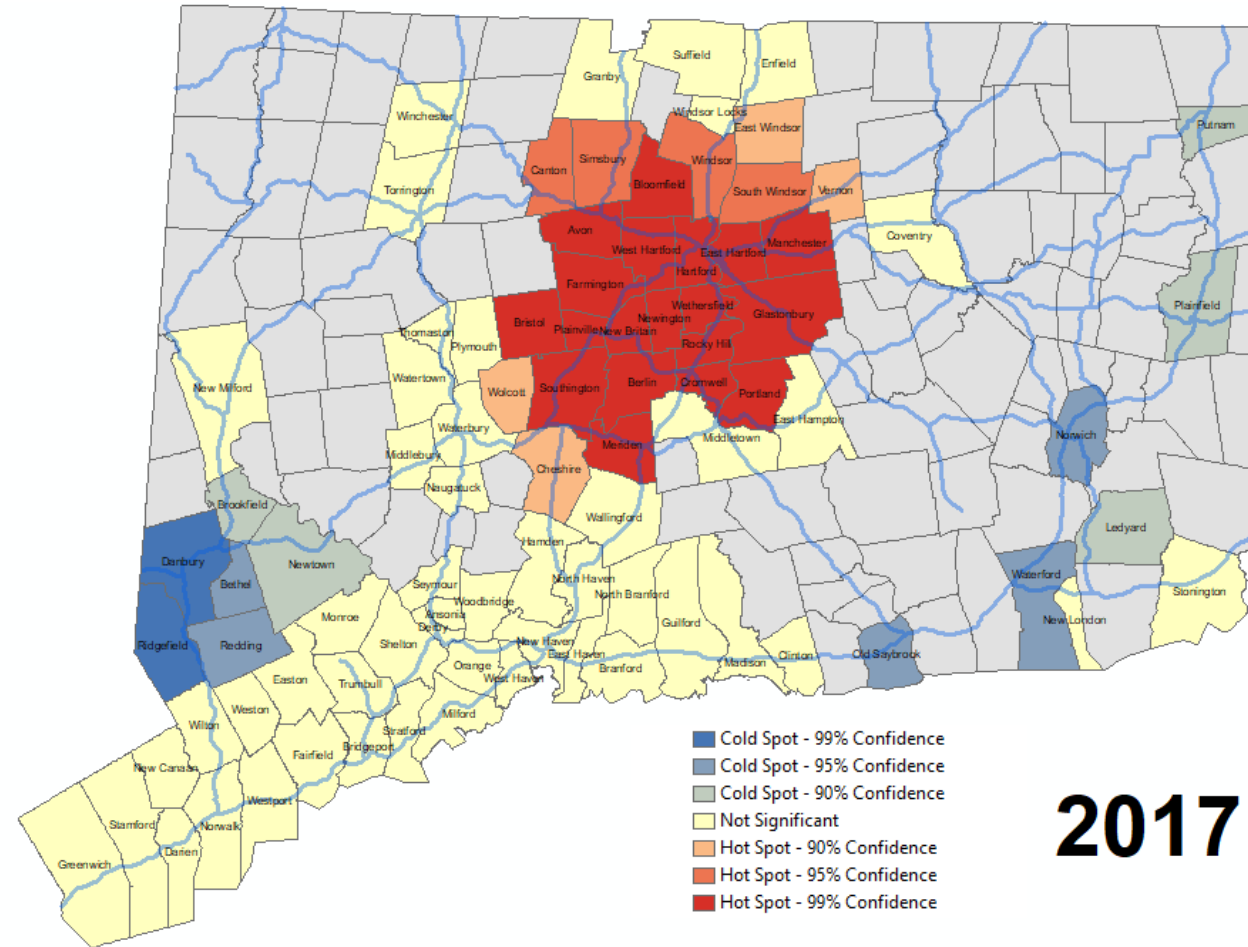 Suffield
Enfield
Granby
Winchester
Windsor Locks
East Windsor
Putnam
Simsbury
Windsor
Canton
Bloomfield
Torrington
South Windsor
Vernon
Avon
Coventry
West Hartford
East Hartford
Manchester
Hartford
Farmington
Wethersfield
Plainfield
Glastonbury
Newington
Bristol
Plainville
New Britain
Thomaston
Plymouth
Rocky Hill
Watertown
New Milford
Wolcott
Southington
Berlin
Cromwell
Portland
East Hampton
Waterbury
Middletown
Norwich
Meriden
Middlebury
Cheshire
Naugatuck
Brookfield
Wallingford
Ledyard
Hamden
Danbury
Newtown
Bethel
Seymour
North Haven
Waterford
Stonington
North Branford
Woodbridge
Monroe
Ansonia
Derby
Guilford
New London
Ridgefield
Redding
Shelton
New Haven
East Haven
Old Saybrook
Clinton
Madison
Orange
Branford
West Haven
Easton
Trumbull
Weston
Milford
Wilton
Stratford
Bridgeport
Fairfield
New Canaan
Westport
Stamford
Norwalk
Darien
Greenwich
Cold Spot - 99% Confidence
Cold Spot - 95% Confidence
Cold Spot - 90% Confidence
Not Significant
Hot Spot - 90% Confidence
Hot Spot - 95% Confidence
Hot Spot - 99% Confidence
2017